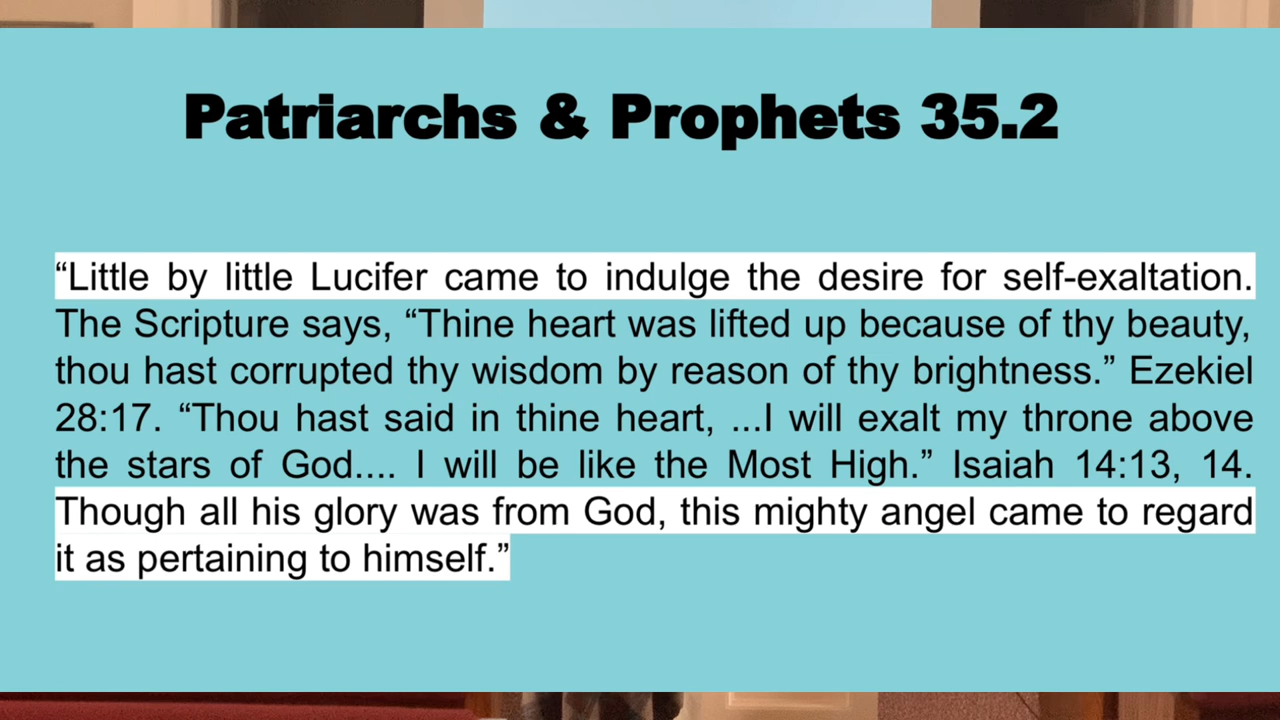 Patriarchs & Prophets 35.2
“Little by little Lucifer came to indulge the desire for self-exaltation.
The Scripture says, “Thine heart was lifted up because of thy beauty,
thou hast corrupted thy wisdom by reason of thy brightness.” Ezekiel
28:17. “Thou hast said in thine heart, ...I will exalt my throne above
the stars of God.... I will be like the Most High.” Isaiah 14:13, 14.
Though all his glory was from God, this mighty angel came to regard
it as pertaining to himself.”